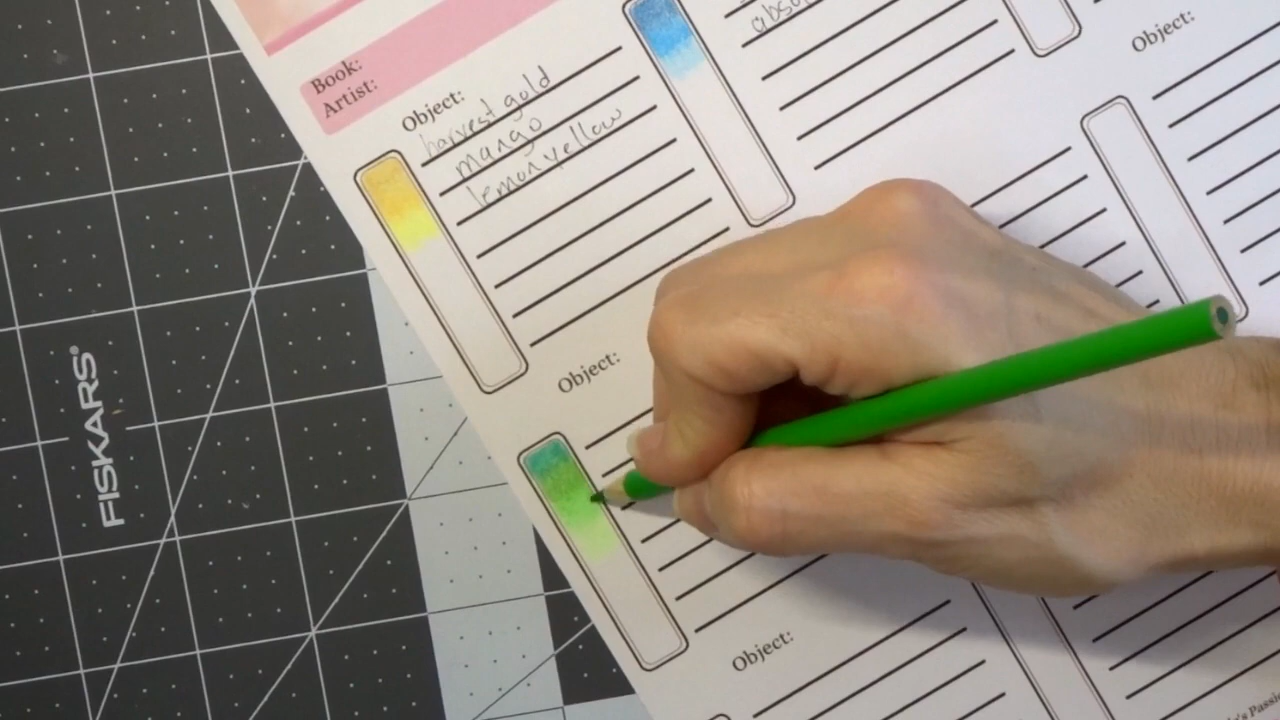 Book:
Artist:
Object:
harvest gold
mango
lemon yellow
Object:
Object:
Object:
FISKARS®